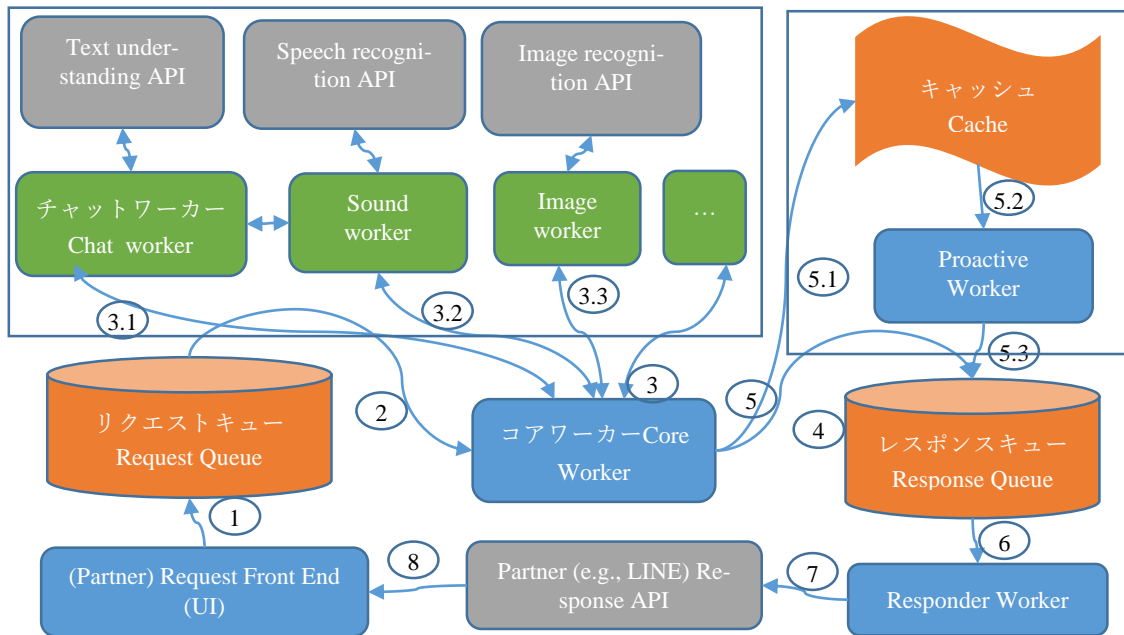 Text under-
standing API
Speech recogni-
tion API
Image recogni-
tion API
キャッシュ
Cache
チャットワーカー
Chat worker
Sound
worker
Image
worker
…
5.2
Proactive
Worker
3.1
3.2
3.3
5.1
5.3
リクエストキュー
Request Queue
2
3
5
4
コアワーカーCore
Worker
レスポンスキュー
Response Queue
1
6
(Partner) Request Front End
(UI)
8
Partner (e.g., LINE) Re-
sponse API
7
Responder Worker